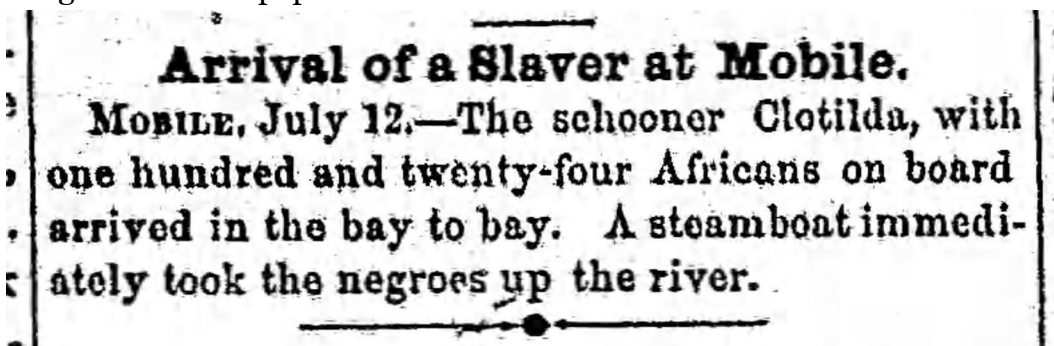 Arrival of a Slaver at Mobile.
MOBILE, July 12.—The schooner Clotilda, with
one hundred and twenty-four Africans on board
arrived in the bay to bay. A steamboat immedi-
ately took the negroes up the river.